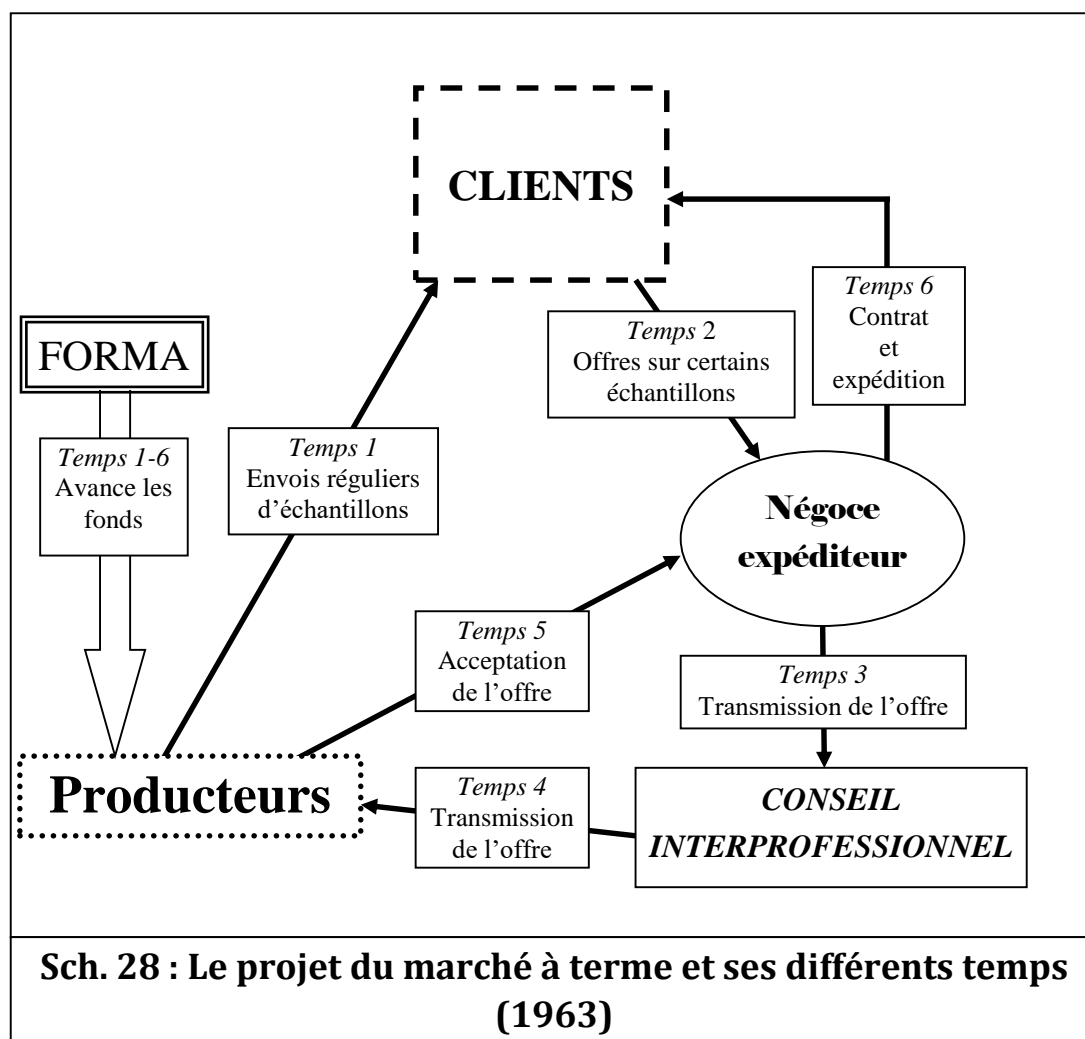 CLIENTS
Temps 6
Contrat
et
expédition
Temps 2
Offres sur certains
échantillons
FORMA
Temps 1-6
Avance les
fonds
Temps 1
Envois réguliers
d’échantillons
Négoce
expéditeur
Temps 5
Acceptation
de l’offre
Temps 3
Transmission de l’offre
Producteurs
Temps 4
Transmission
de l’offre
CONSEIL
INTERPROFESSIONNEL
Sch. 28 : Le projet du marché à terme et ses différents temps
(1963)